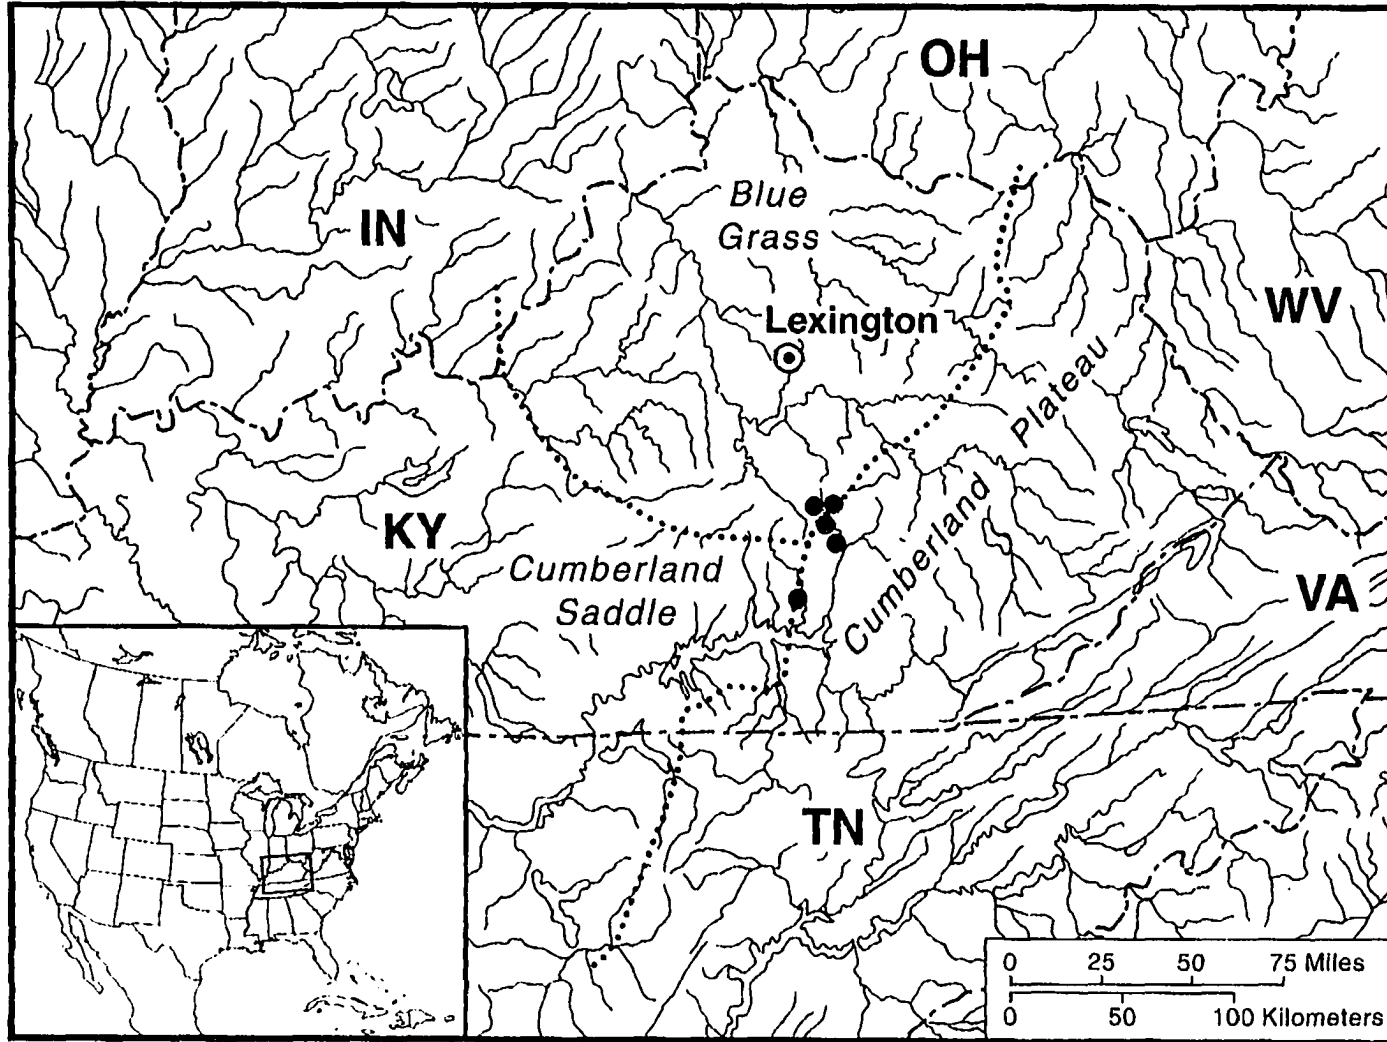 OH
Blue
Grass
IN
WV
Lexington
Plateau
Cumberland
KY
Cumberland
Saddle
VA
TN
0 25 50 75 Miles
0 50 100 Kilometers